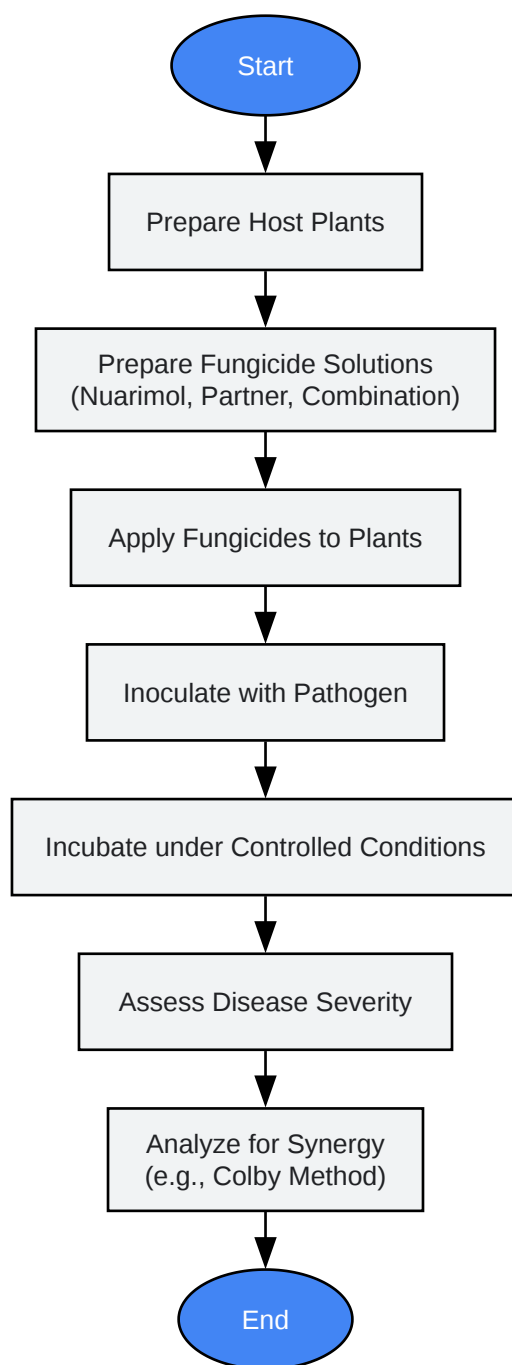 Start
Prepare Host Plants
Prepare Fungicide Solutions
(Nuarimol, Partner, Combination)
Apply Fungicides to Plants
Inoculate with Pathogen
Incubate under Controlled Conditions
Assess Disease Severity
Analyze for Synergy
(e.g., Colby Method)
End